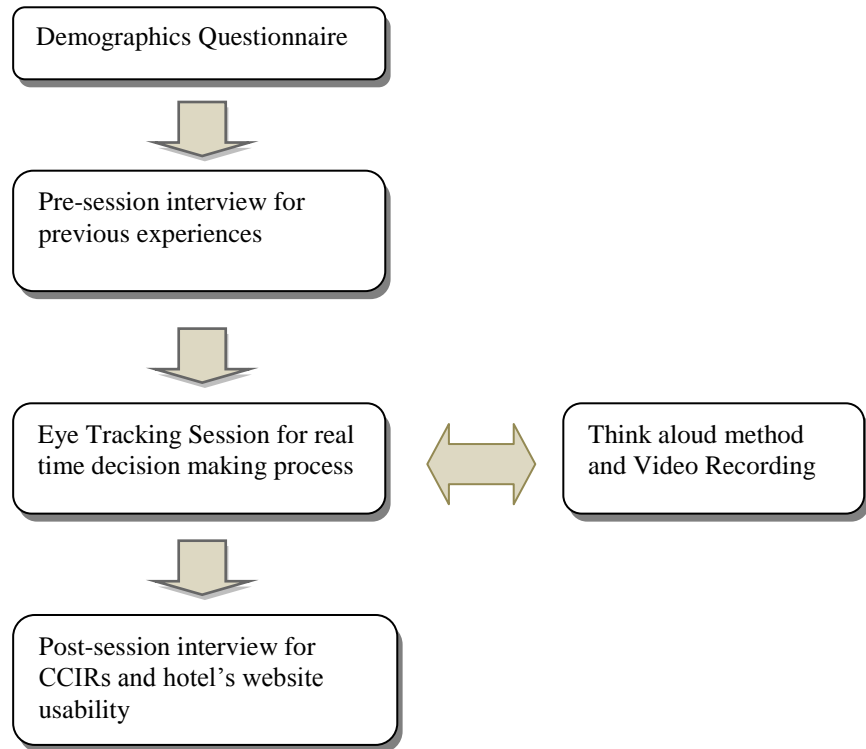 Demographics Questionnaire
Pre-session interview for
previous experiences
Eye Tracking Session for real
time decision making process
Think aloud method
and Video Recording
Post-session interview for
CCIRs and hotel’s website
usability